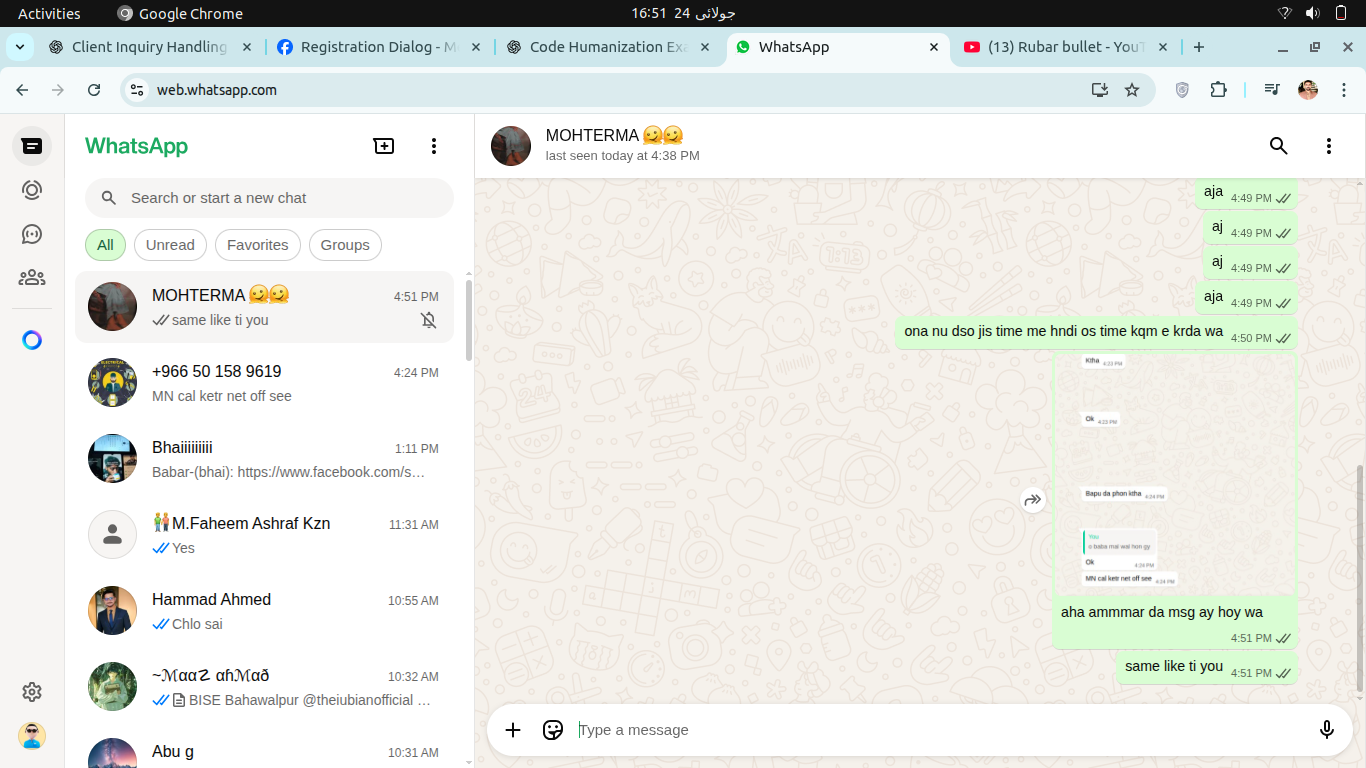 Activities
Google Chrome
16:51 24 جولائی
Client Inquiry Handling
Registration Dialog - M
Code Humanization Exa
WhatsApp
(13) Rubar bullet - YouT
web.whatsapp.com
WhatsApp
Search or start a new chat
All
Unread
Favorites
Groups
MOHTERMA 🫠🫠
4:51 PM
same like ti you
+966 50 158 9619
4:24 PM
MN cal ketr net off see
Bhaiiiiiiiii
1:11 PM
Babar-(bhai): https://www.facebook.com/s…
👬M.Faheem Ashraf Kzn
11:31 AM
Yes
Hammad Ahmed
10:55 AM
Chlo sai
~ℳααՀ αɦℳαð
10:32 AM
BISE Bahawalpur @theiubianofficial …
Abu g
10:31 AM
MOHTERMA 🫠🫠
last seen today at 4:38 PM
aja 4:49 PM
aj 4:49 PM
aj 4:49 PM
aja 4:49 PM
ona nu dso jis time me hndi os time kqm e krda wa 4:50 PM
Ktha 4:23 PM
Ok 4:23 PM
Bapu da phon ktha 4:24 PM
You
o baba mal wal hon gy
Ok 4:24 PM
MN cal ketr net off see 4:24 PM
aha ammmar da msg ay hoy wa
4:51 PM
same like ti you 4:51 PM
Type a message